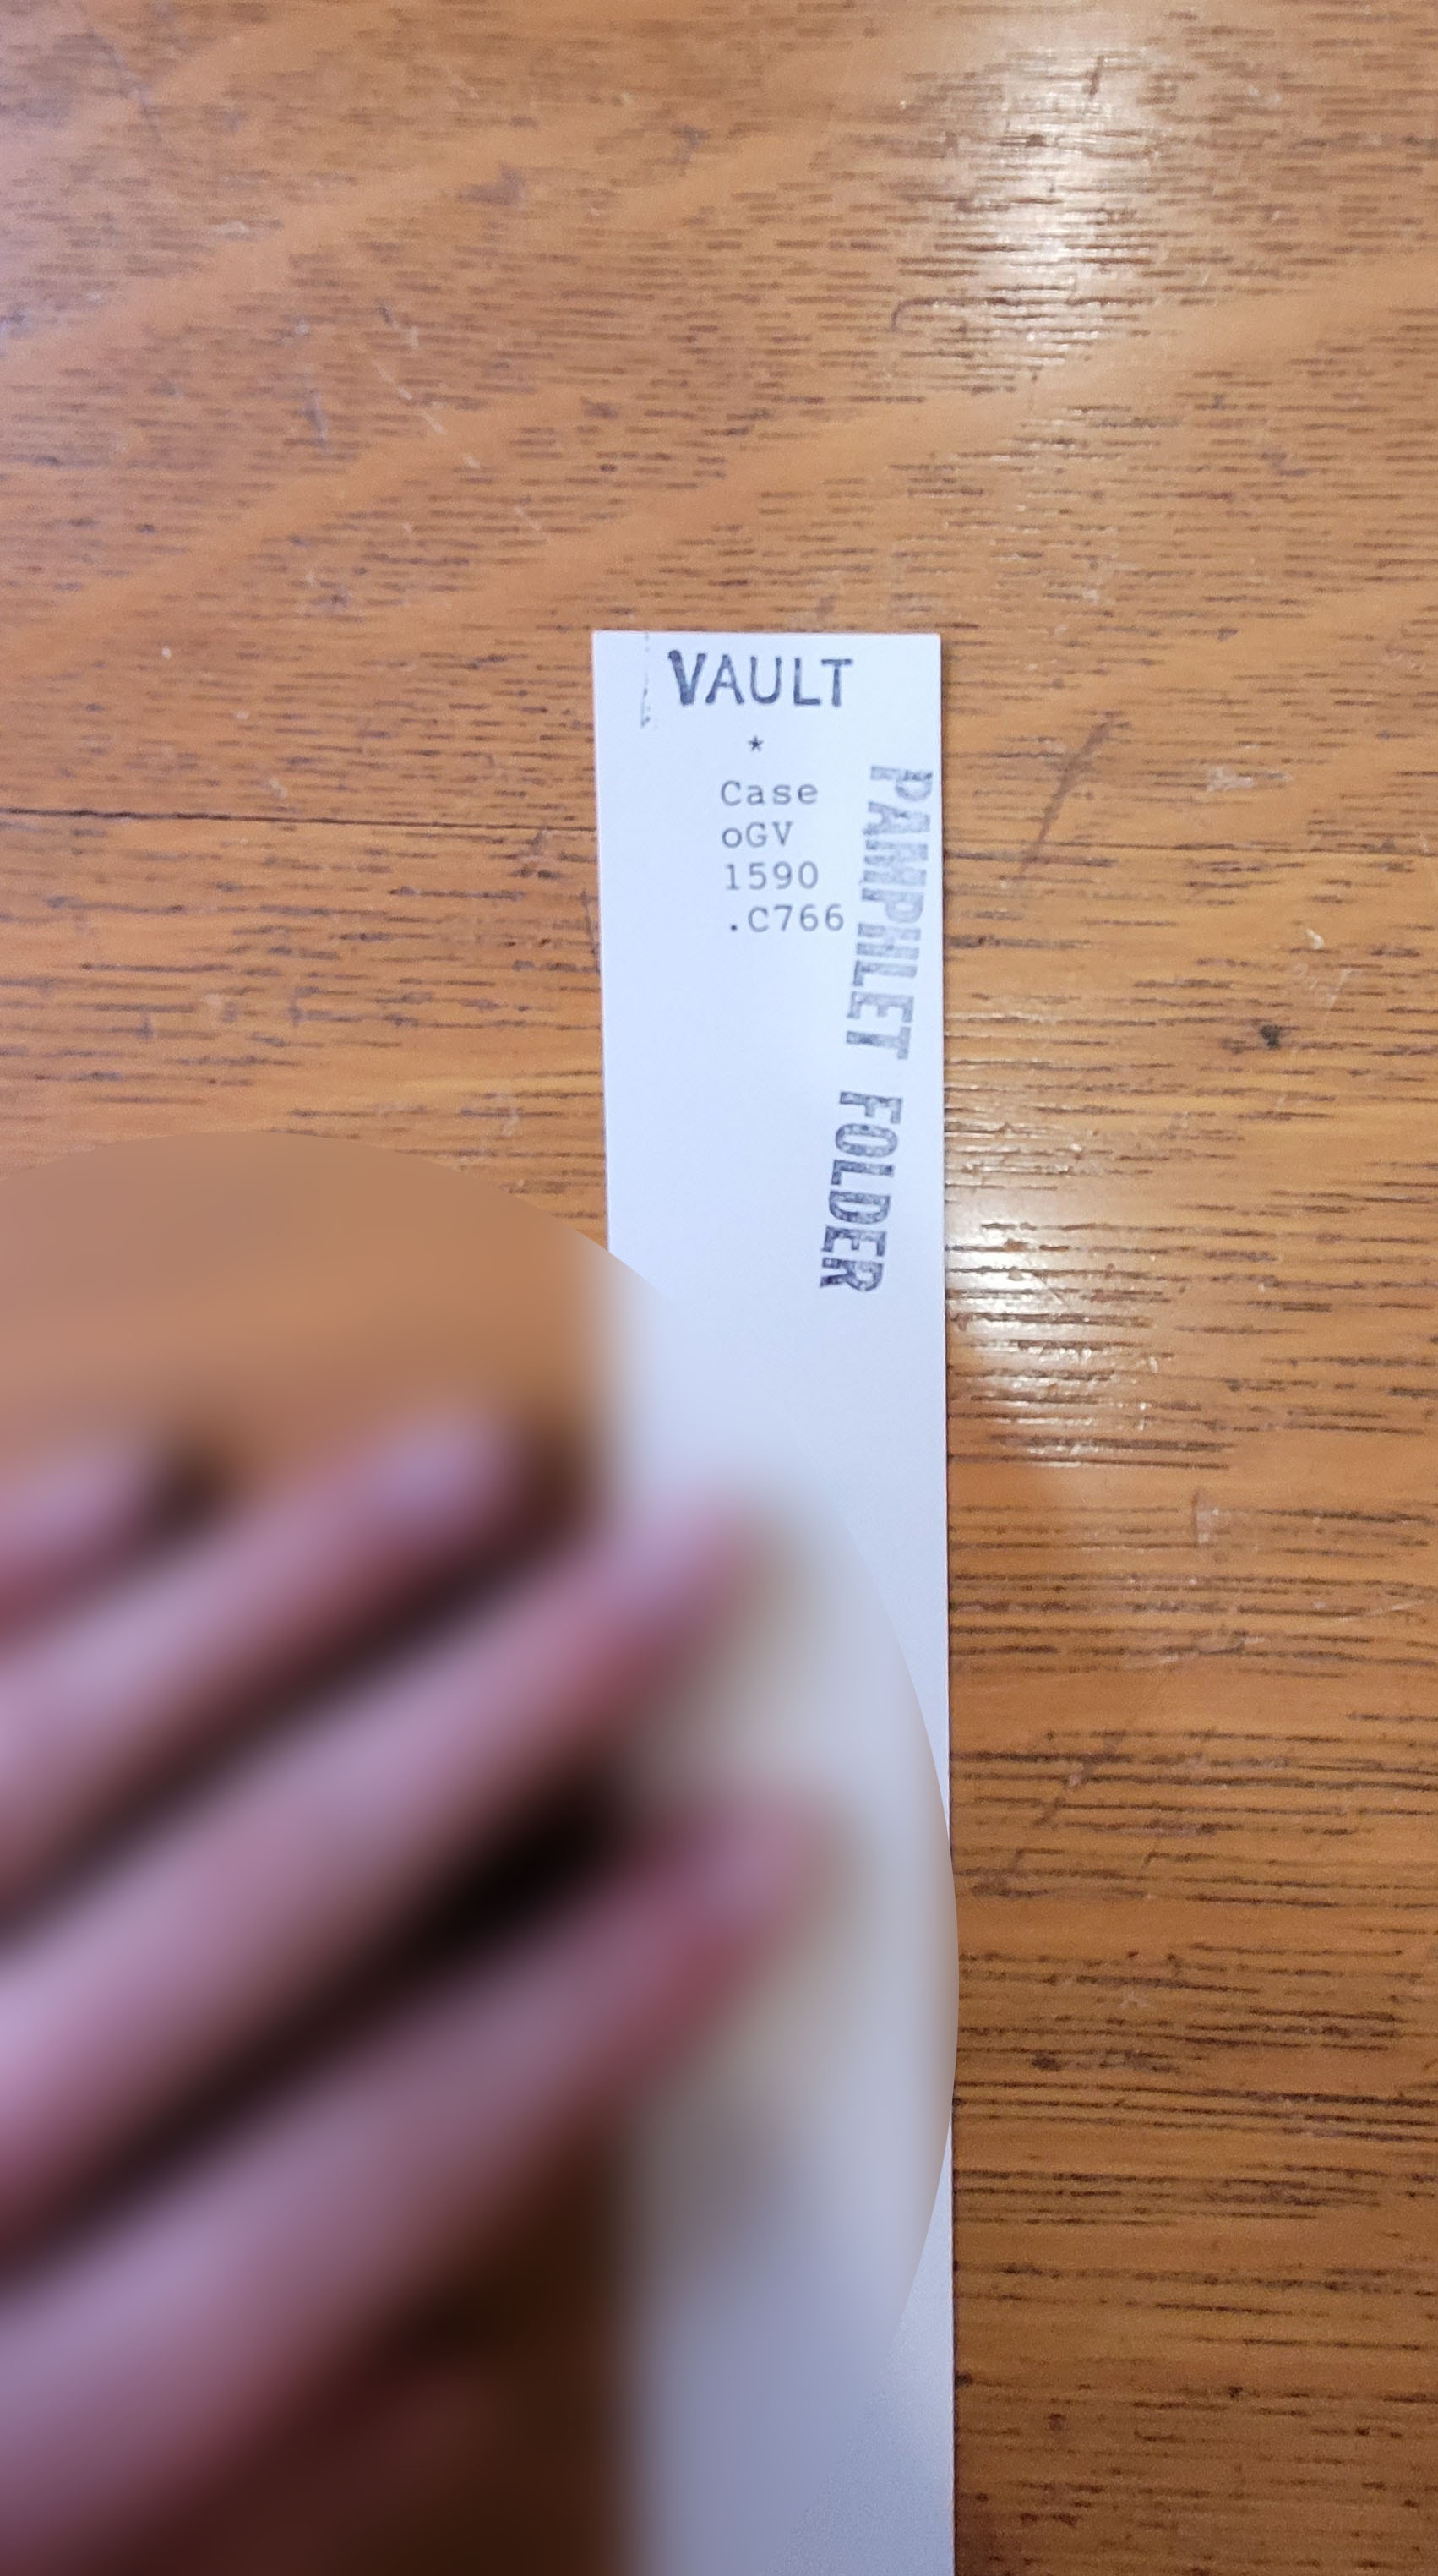 VAULT
*
Case
oGV
1590
.C766
PAMPHLET FOLDER